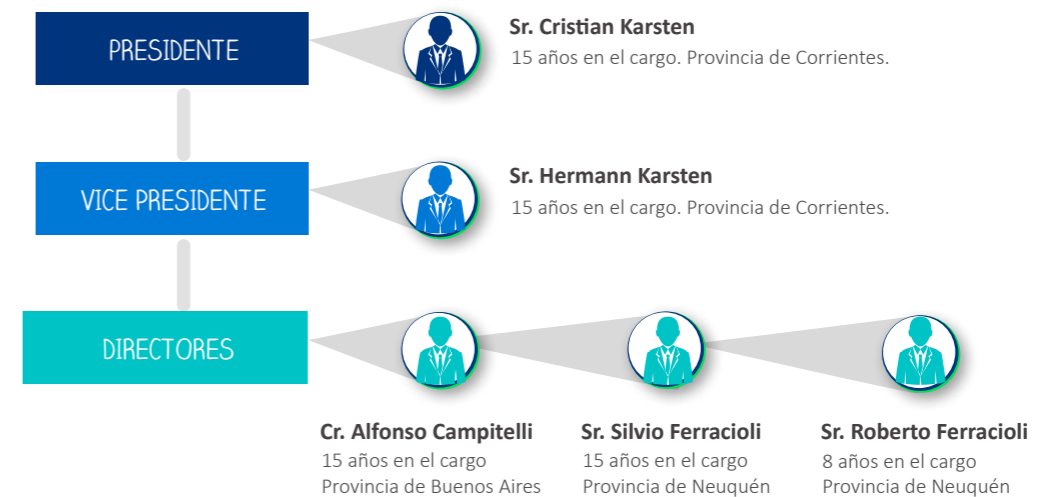 PRESIDENTE
Sr. Cristian Karsten
15 años en el cargo. Provincia de Corrientes.
VICE PRESIDENTE
Sr. Hermann Karsten
15 años en el cargo. Provincia de Corrientes.
DIRECTORES
Cr. Alfonso Campitelli
15 años en el cargo
Provincia de Buenos Aires
Sr. Silvio Ferracioli
15 años en el cargo
Provincia de Neuquén
Sr. Roberto Ferracioli
8 años en el cargo
Provincia de Neuquén